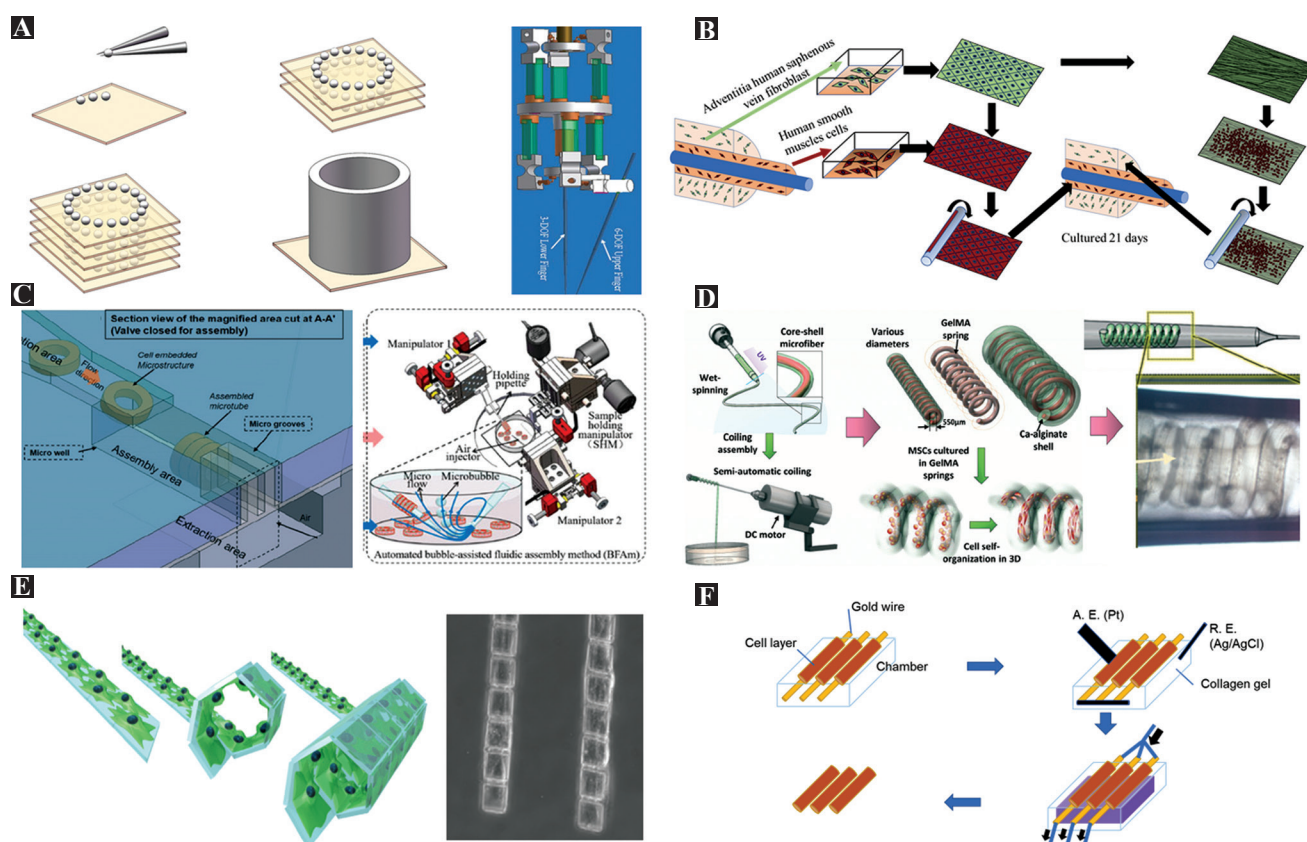 A
3-DOF Lower Finger
6-DOF Upper Finger
B
Adventitia human saphenous
vein fibroblast
Human smooth
muscles cells
Cultured 21 days
C
Section view of the magnified area cut at A-A'
(Valve closed for assembly)
ation area
Flow
direction
Cell embedded
Microstructure
Assembled
microtube
Micro grooves
Micro well
Assembly area
Extraction area
Air
Manipulator 1
Holding
pipette
Sample
holding
manipulator
(SHM)
Air
injector
Micro
flow
Microbubble
Manipulator 2
Automated bubble-assisted fluidic assembly method (BFAm)
D
Core-shell
microfiber
UV
Wet-
spinning
Coiling
assembly
Semi-automatic coiling
DC motor
Various
diameters
GelMA
spring
550μm
Ca-alginate
shell
MSCs cultured
in GelMA
springs
Cell self-
organization in 3D
E
F
Gold wire
Cell layer
Chamber
A. E. (Pt)
R. E.
(Ag/AgCl)
Collagen gel